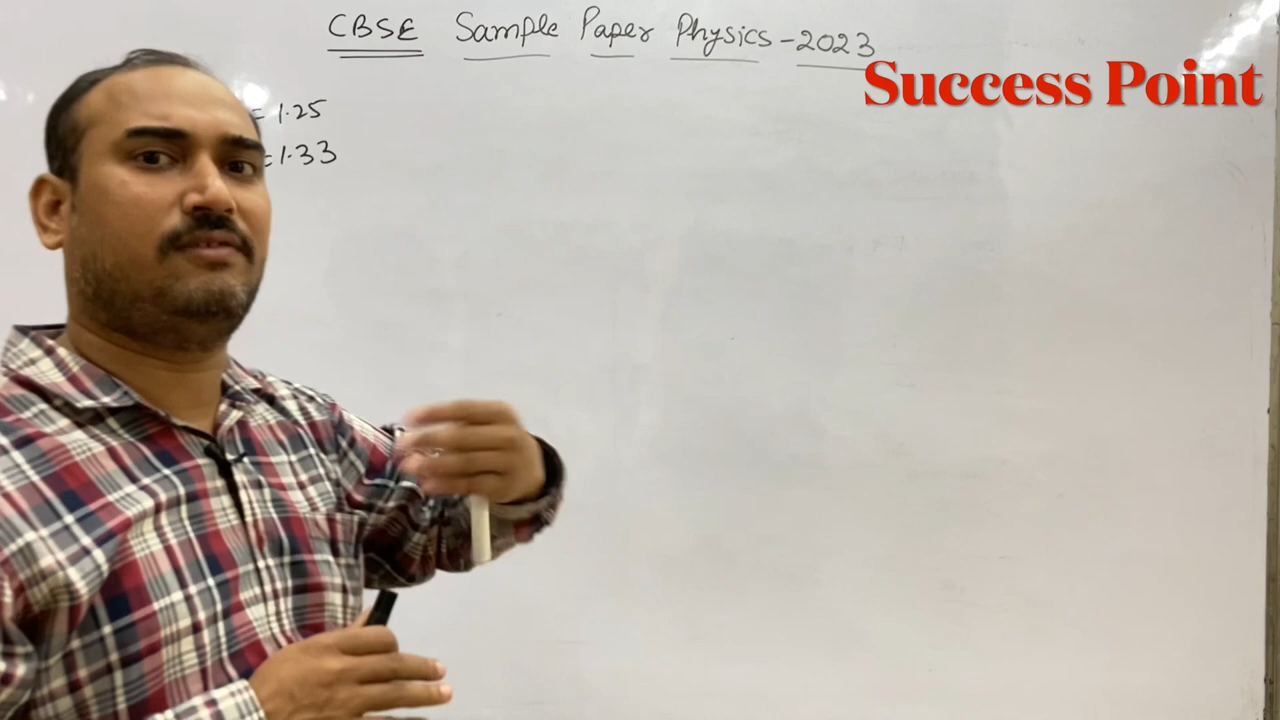 CBSE Sample Paper Physics-2023
Success Point
= 1.25
= 1.33